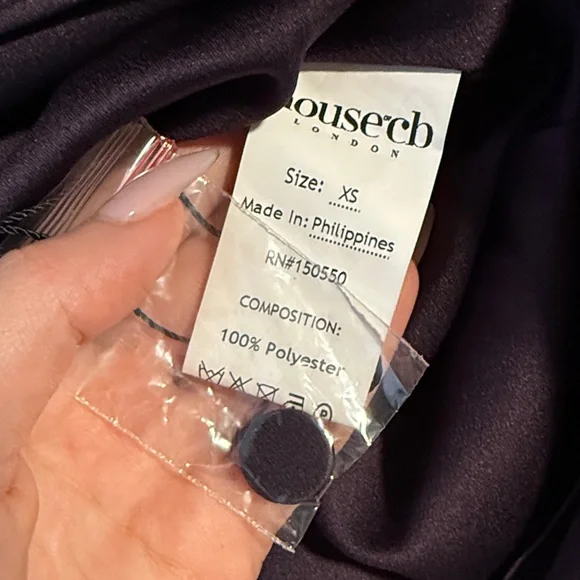 ouse of cb
LONDON
Size: XS
Made In: Philippines
RN#150550
COMPOSITION:
100% Polyester
P